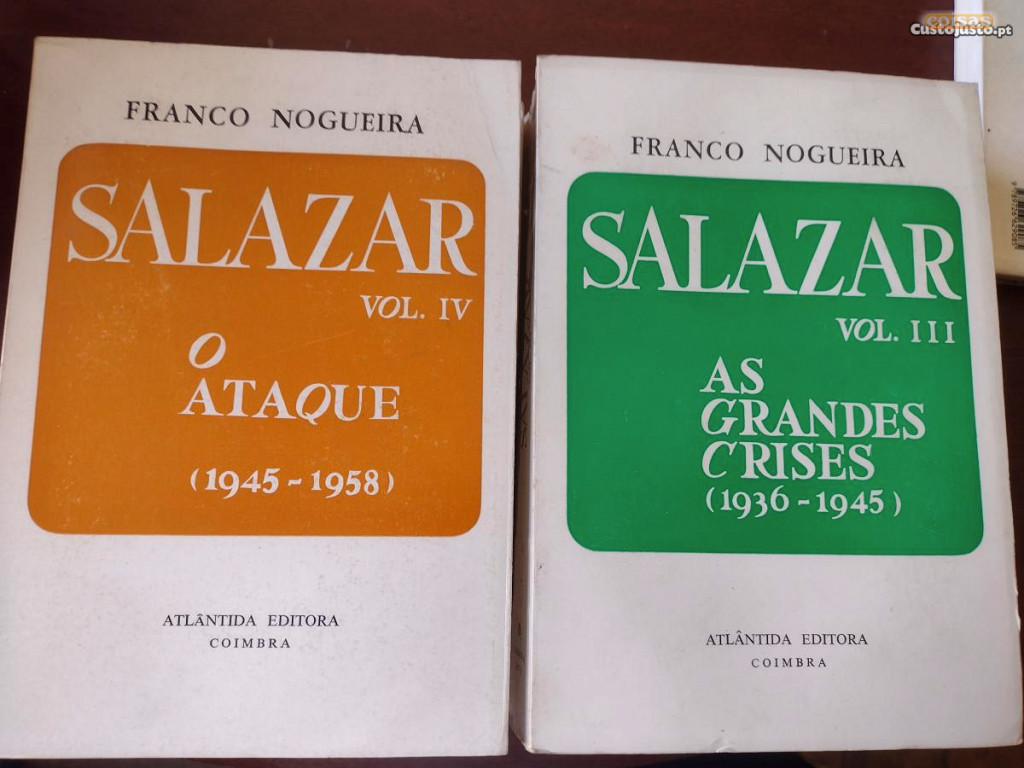 FRANCO NOGUEIRA
SALAZAR
VOL. IV
O
ATAQUE
(1945-1958)
ATLÂNTIDA EDITORA
COIMBRA
FRANCO NOGUEIRA
SALAZAR
VOL. III
AS
GRANDES
CRISES
(1936-1945)
ATLÂNTIDA EDITORA
COIMBRA
coisas
Custojusto.pt